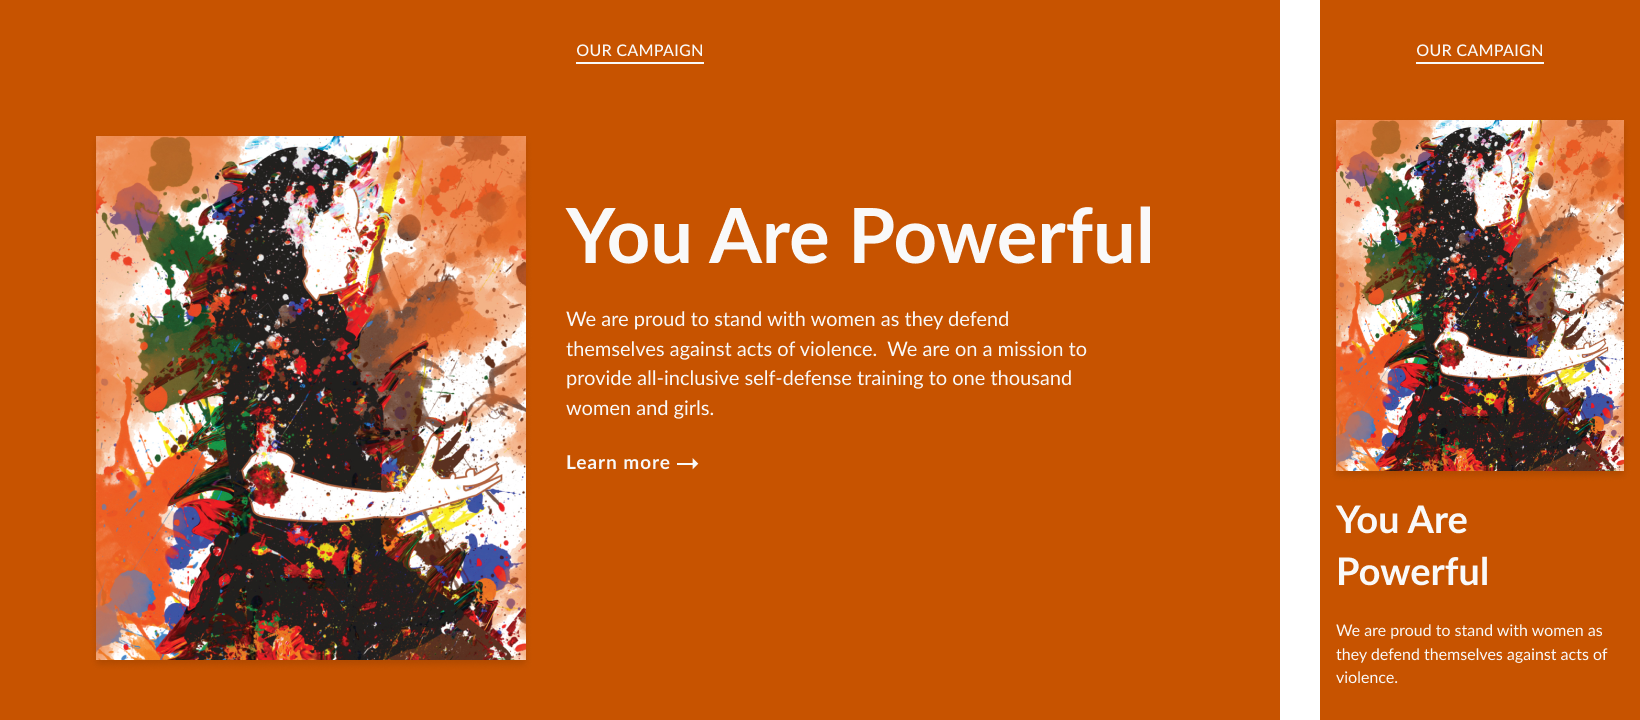 OUR CAMPAIGN
You Are Powerful
We are proud to stand with women as they defend
themselves against acts of violence.  We are on a mission to
provide all-inclusive self-defense training to one thousand
women and girls.
Learn more
OUR CAMPAIGN
You Are
Powerful
We are proud to stand with women as
they defend themselves against acts of
violence.